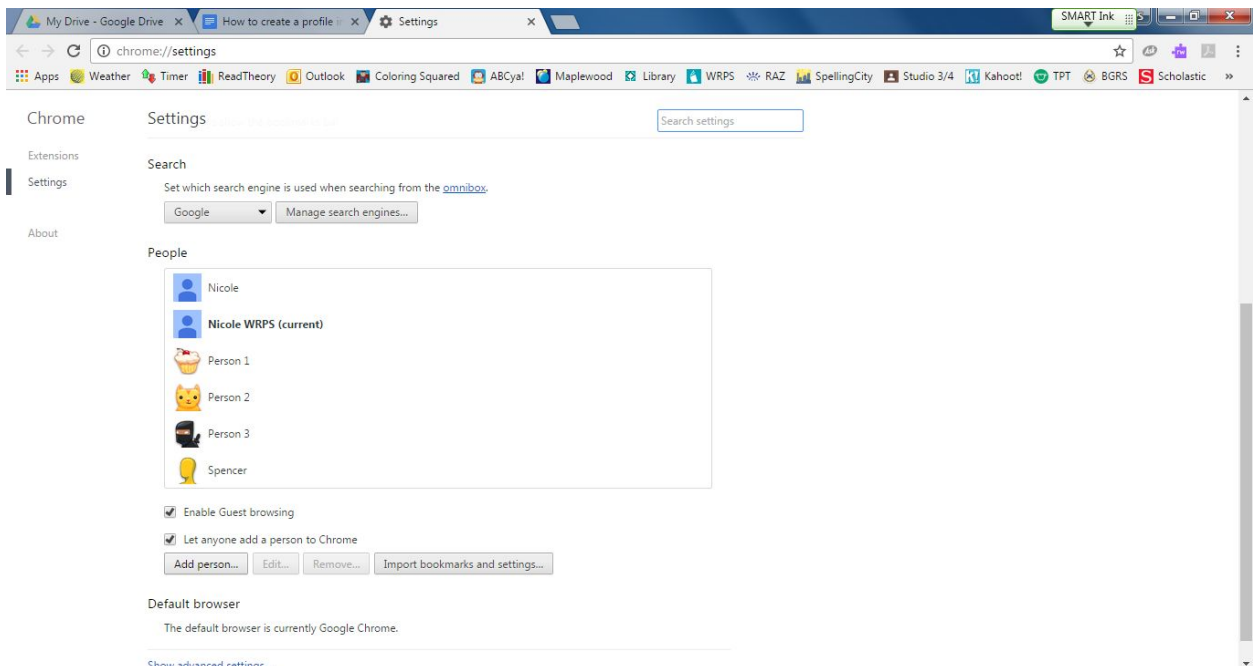 My Drive - Google Drive
How to create a profile i
Settings
SMART Ink
chrome://settings
Apps Weather Timer ReadTheory Outlook Coloring Squared ABCya! Maplewood Library WRPS RAZ SpellingCity Studio 3/4 Kahoot! TPT BGRS Scholastic »
Chrome
Settings
Search settings
Extensions
Settings
About
Search
Set which search engine is used when searching from the omnibox.
Google
Manage search engines...
People
Nicole
Nicole WRPS (current)
Person 1
Person 2
Person 3
Spencer
Enable Guest browsing
Let anyone add a person to Chrome
Add person... Edit... Remove... Import bookmarks and settings...
Default browser
The default browser is currently Google Chrome.
Show advanced settings